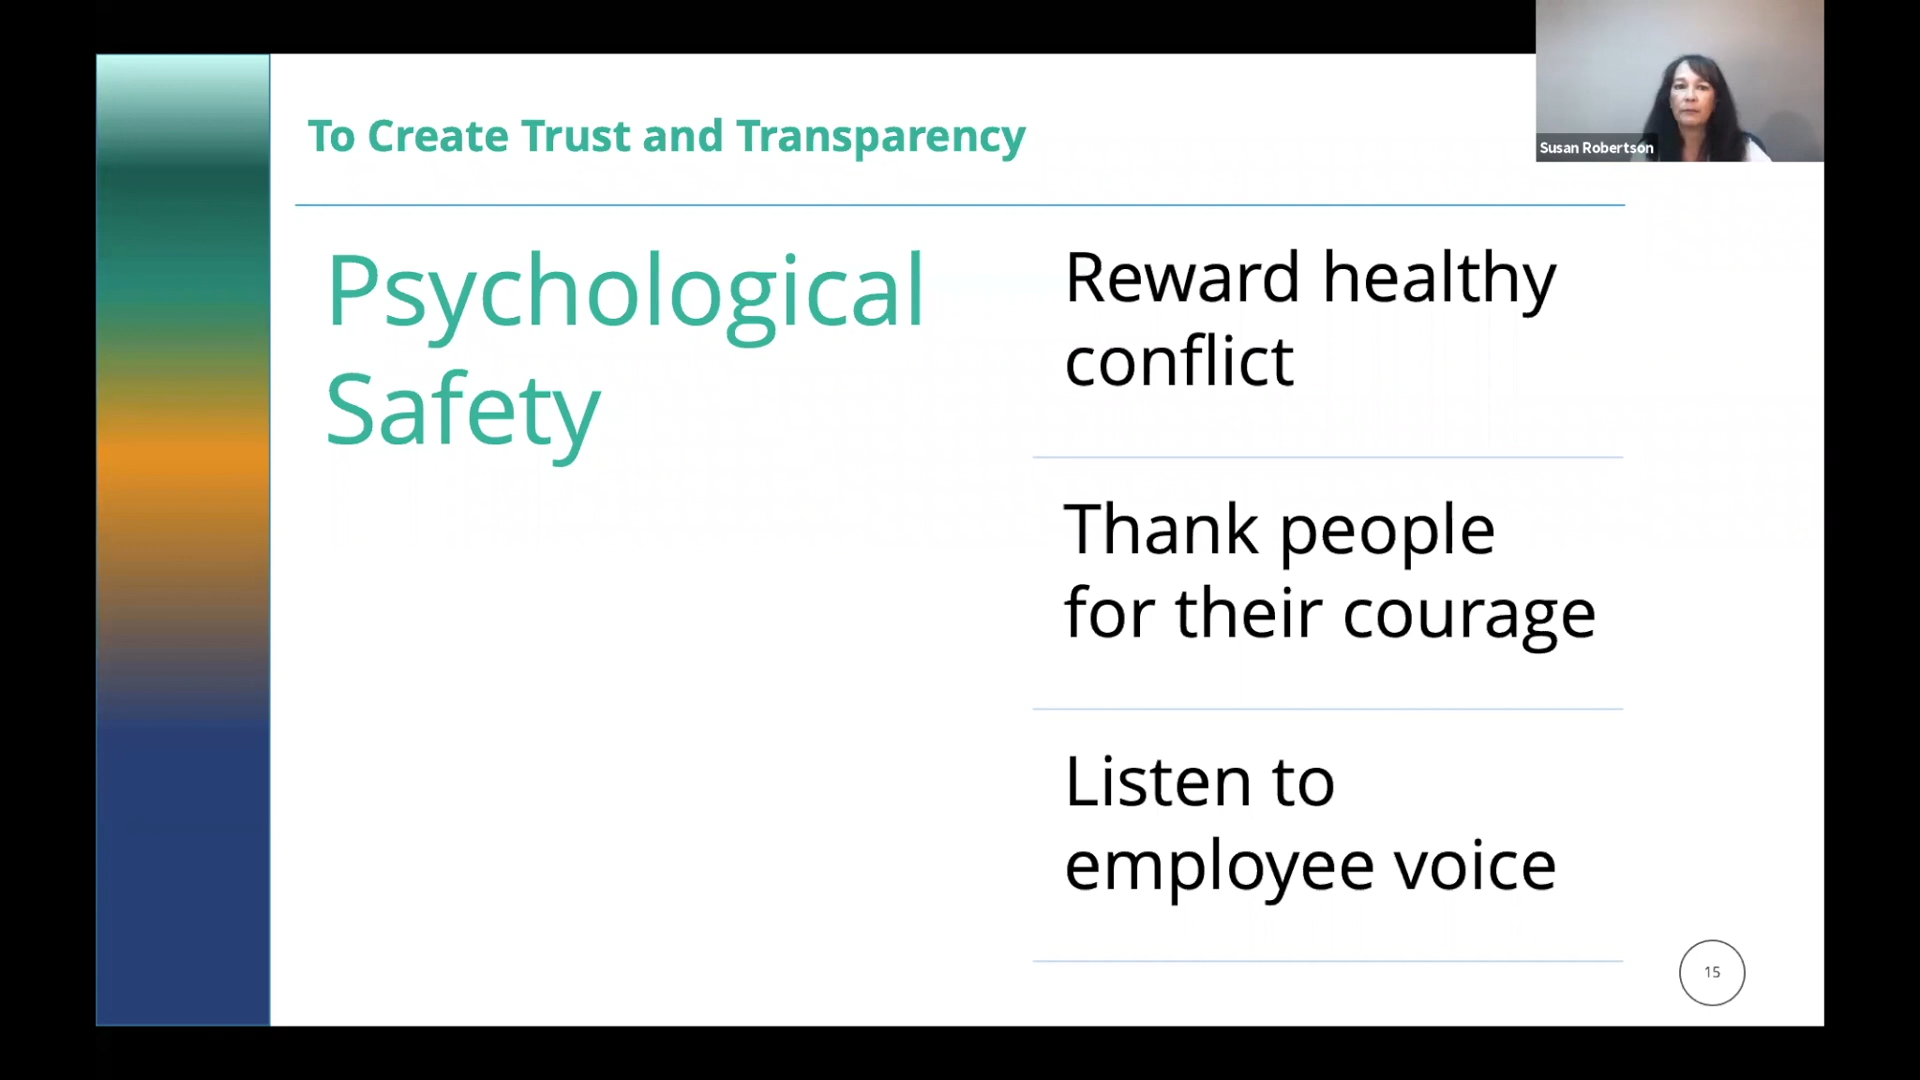 To Create Trust and Transparency
Susan Robertson
Psychological
Safety
Reward healthy
conflict
Thank people
for their courage
Listen to
employee voice
15